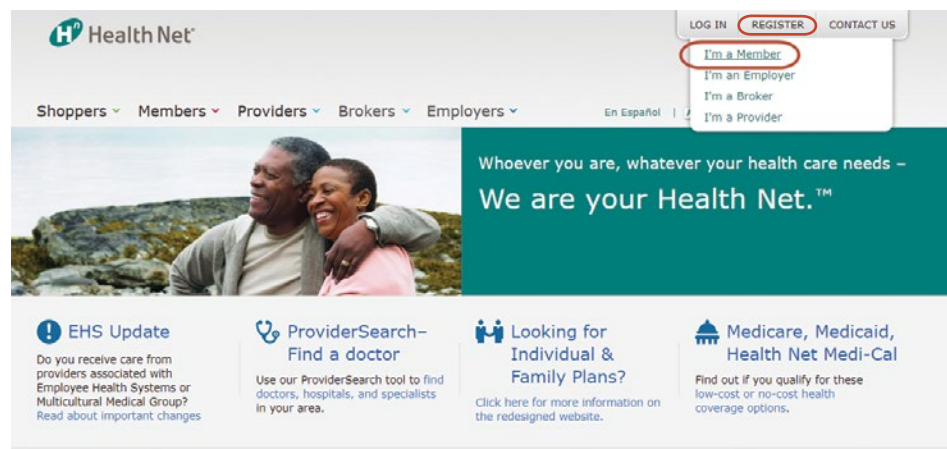 Health Net®
LOG IN REGISTER CONTACT US
I'm a Member
I'm an Employer
I'm a Broker
I'm a Provider
Shoppers Members Providers Brokers Employers
En Español |
Whoever you are, whatever your health care needs –
We are your Health Net.™
EHS Update
Do you receive care from
providers associated with
Employee Health Systems or
Multicultural Medical Group?
Read about important changes
ProviderSearch–
Find a doctor
Use our ProviderSearch tool to find
doctors, hospitals, and specialists
in your area.
Looking for
Individual &
Family Plans?
Click here for more information on
the redesigned website.
Medicare, Medicaid,
Health Net Medi-Cal
Find out if you qualify for these
low-cost or no-cost health
coverage options.